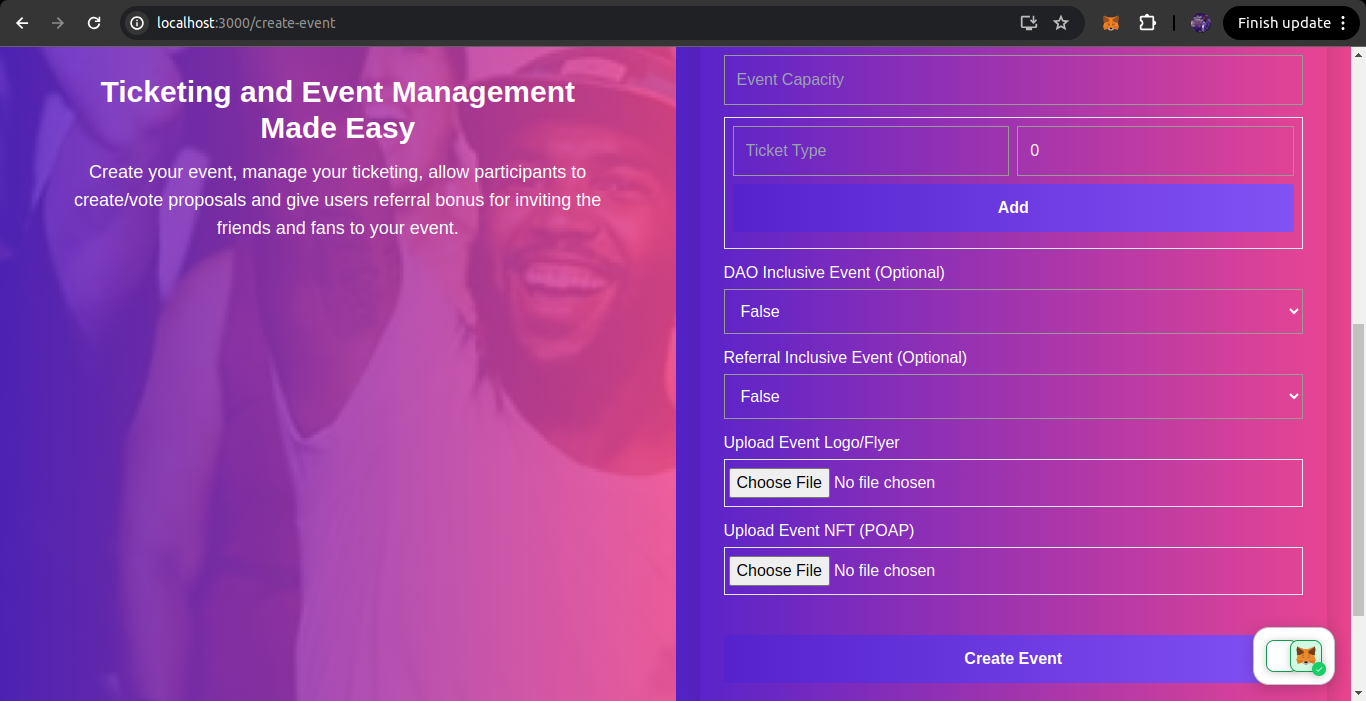 localhost:3000/create-event
Finish update
Ticketing and Event Management
Made Easy
Create your event, manage your ticketing, allow participants to
create/vote proposals and give users referral bonus for inviting the
friends and fans to your event.
Event Capacity
Ticket Type
0
Add
DAO Inclusive Event (Optional)
False
Referral Inclusive Event (Optional)
False
Upload Event Logo/Flyer
Choose File No file chosen
Upload Event NFT (POAP)
Choose File No file chosen
Create Event